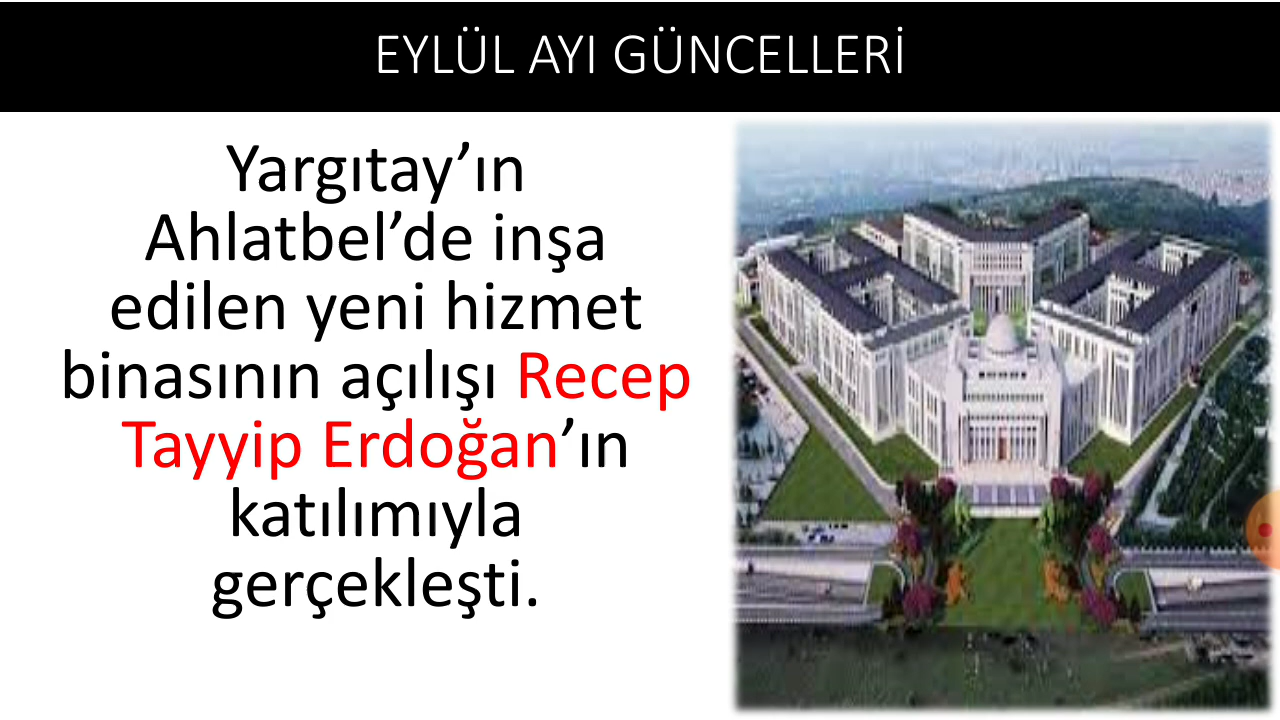 EYLÜL AYI GÜNCELLERİ
Yargıtay’ın
Ahlatbel’de inşa
edilen yeni hizmet
binasının açılışı Recep
Tayyip Erdoğan’ın
katılımıyla
gerçekleşti.